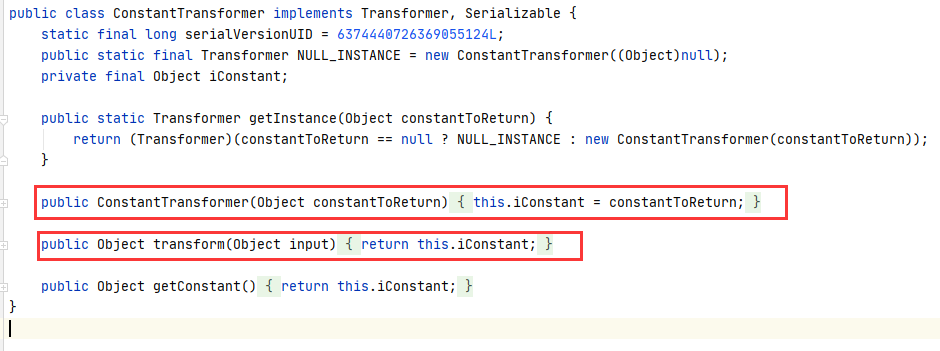 public class ConstantTransformer implements Transformer, Serializable {
    static final long serialVersionUID = 6374440726369055124L;
    public static final Transformer NULL_INSTANCE = new ConstantTransformer((Object)null);
    private final Object iConstant;
    public static Transformer getInstance(Object constantToReturn) {
        return (Transformer)(constantToReturn == null ? NULL_INSTANCE : new ConstantTransformer(constantToReturn));
    }
    public ConstantTransformer(Object constantToReturn) { this.iConstant = constantToReturn; }
    public Object transform(Object input) { return this.iConstant; }
    public Object getConstant() { return this.iConstant; }
}